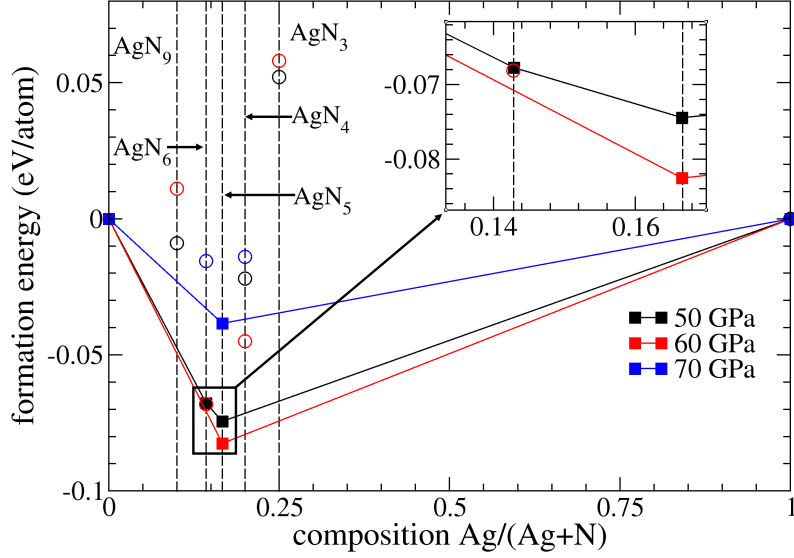 AgN9
AgN3
AgN6
AgN4
AgN5
0.05
0
-0.05
-0.1
formation energy (eV/atom)
-0.07
-0.08
0.14
0.16
50 GPa
60 GPa
70 GPa
0
0.25
0.5
0.75
1
composition Ag/(Ag+N)